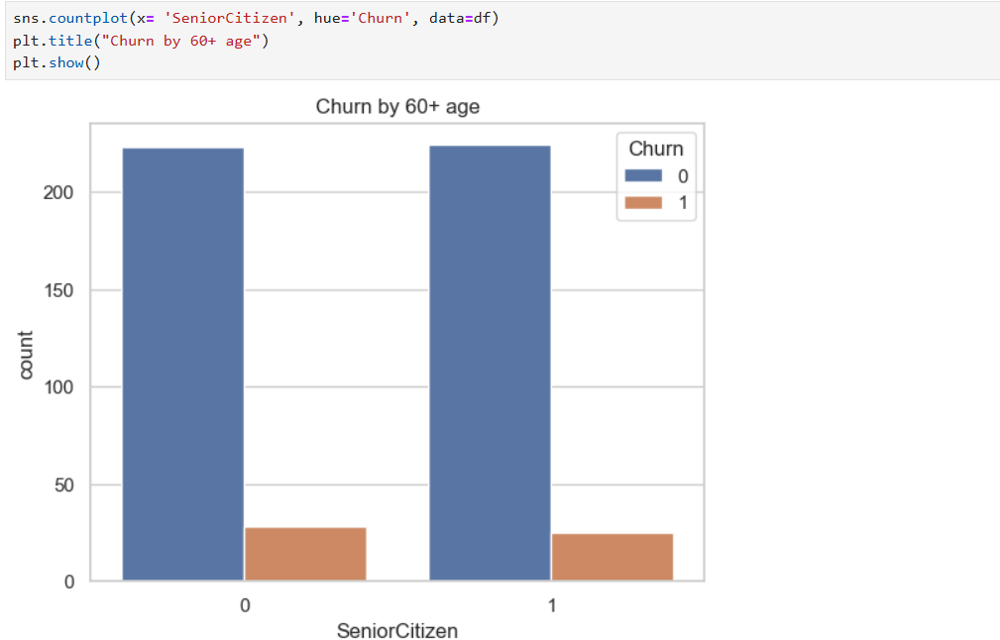 sns.countplot(x= 'SeniorCitizen', hue='Churn', data=df)
plt.title("Churn by 60+ age")
plt.show()
Churn by 60+ age
Churn
0
1
200
150
100
50
0
count
0
1
SeniorCitizen